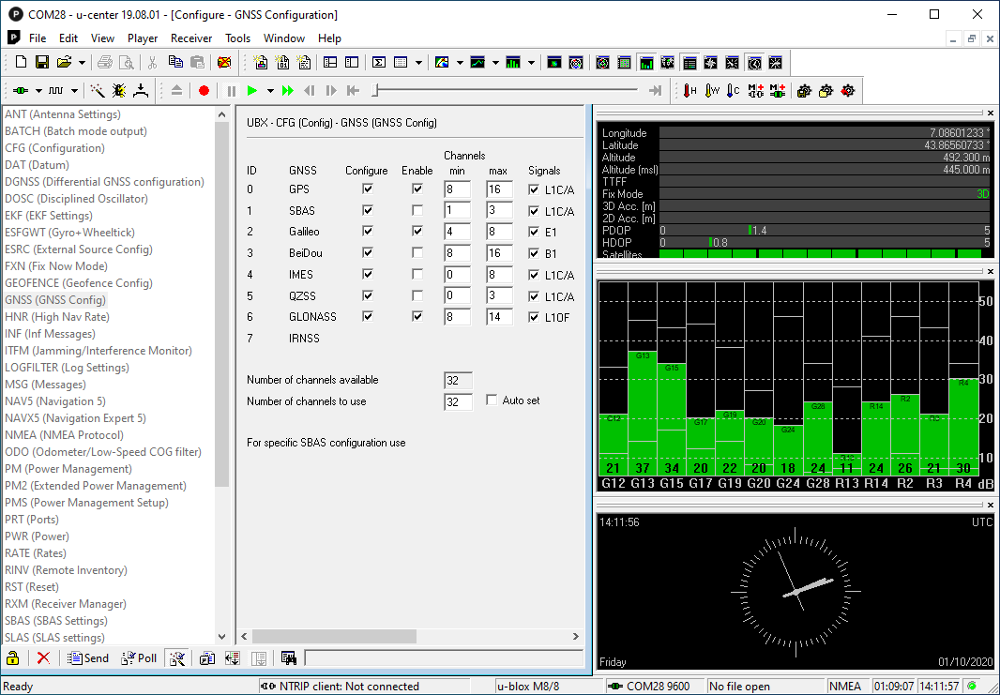 COM28 - u-center 19.08.01 - [Configure - GNSS Configuration]
File Edit View Player Receiver Tools Window Help
ANT (Antenna Settings)
BATCH (Batch mode output)
CFG (Configuration)
DAT (Datum)
DGNSS (Differential GNSS configuration)
DOSC (Disciplined Oscillator)
EKF (EKF Settings)
ESFGWT (Gyro+Wheeltick)
ESRC (External Source Config)
FXN (Fix Now Mode)
GEOFENCE (Geofence Config)
GNSS (GNSS Config)
HNR (High Nav Rate)
INF (Inf Messages)
ITFM (Jamming/Interference Monitor)
LOGFILTER (Log Settings)
MSG (Messages)
NAV5 (Navigation 5)
NAVX5 (Navigation Expert 5)
NMEA (NMEA Protocol)
ODO (Odometer/Low-Speed COG filter)
PM (Power Management)
PM2 (Extended Power Management)
PMS (Power Management Setup)
PRT (Ports)
PWR (Power)
RATE (Rates)
RINV (Remote Inventory)
RST (Reset)
RXM (Receiver Manager)
SBAS (SBAS Settings)
SLAS (SLAS settings)
UBX - CFG (Config) - GNSS (GNSS Config)
Channels
ID GNSS Configure Enable min max Signals
0 GPS 8 16 L1C/A
1 SBAS 1 3 L1C/A
2 Galileo 4 8 E1
3 BeiDou 8 16 B1
4 IMES 0 8 L1C/A
5 QZSS 0 3 L1C/A
6 GLONASS 8 14 L1OF
7 IRNSS
Number of channels available 32
Number of channels to use 32 Auto set
For specific SBAS configuration use
Longitude 7.08601233 °
Latitude 43.86560733 °
Altitude 492.300 m
Altitude (msl) 445.000 m
TTFF
Fix Mode 3D
3D Acc. [m]
2D Acc. [m]
PDOP 0 1.4 5
HDOP 0 0.8 5
Satellites
50
40
30
20
10
G12 G13 G15 G17 G19 G20 G24 G28 R13 R14 R2 R3 R4
21 37 34 20 22 20 18 24 11 24 26 21 30
G12 G13 G15 G17 G19 G20 G24 G28 R13 R14 R2 R3 R4 dB
14:11:56 UTC
Friday 01/10/2020
Send Poll
Ready NTRIP client: Not connected u-blox M8/8 COM28 9600 No file open NMEA 01:09:07 14:11:57